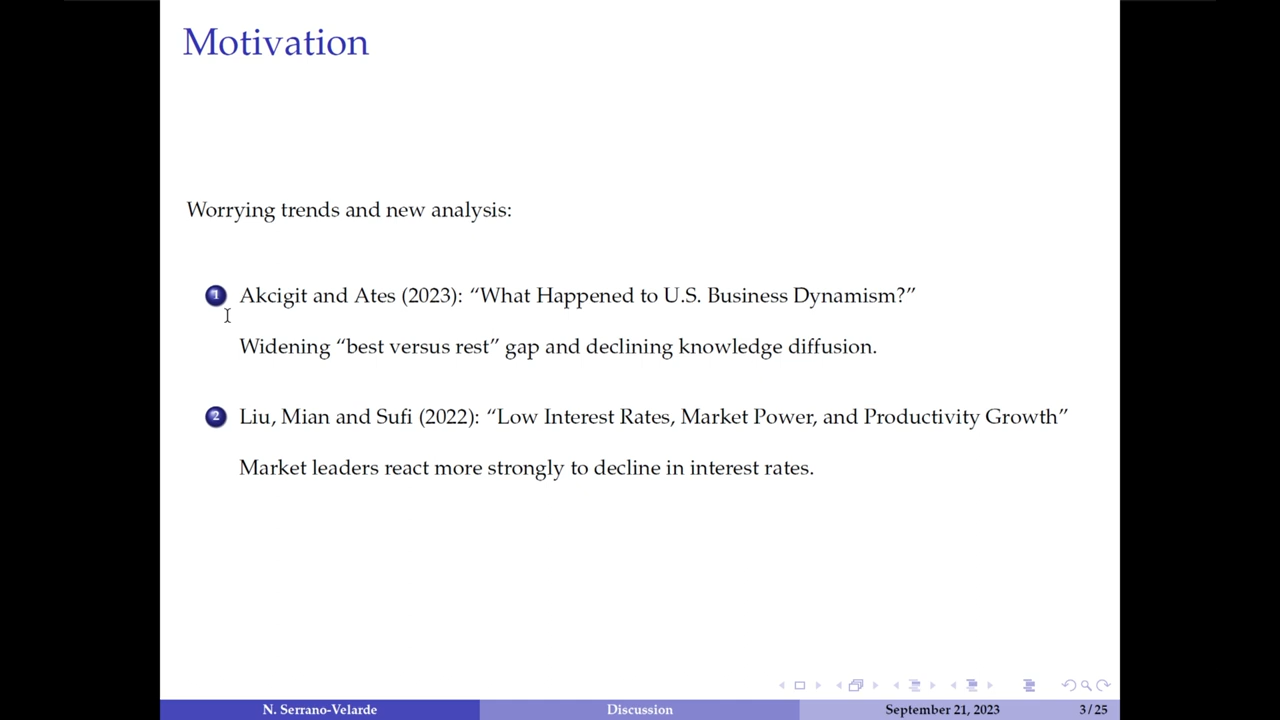 Motivation
Worrying trends and new analysis:
1 Akcigit and Ates (2023): “What Happened to U.S. Business Dynamism?”
Widening “best versus rest” gap and declining knowledge diffusion.
2 Liu, Mian and Sufi (2022): “Low Interest Rates, Market Power, and Productivity Growth”
Market leaders react more strongly to decline in interest rates.
N. Serrano-Velarde Discussion September 21, 2023 3 / 25